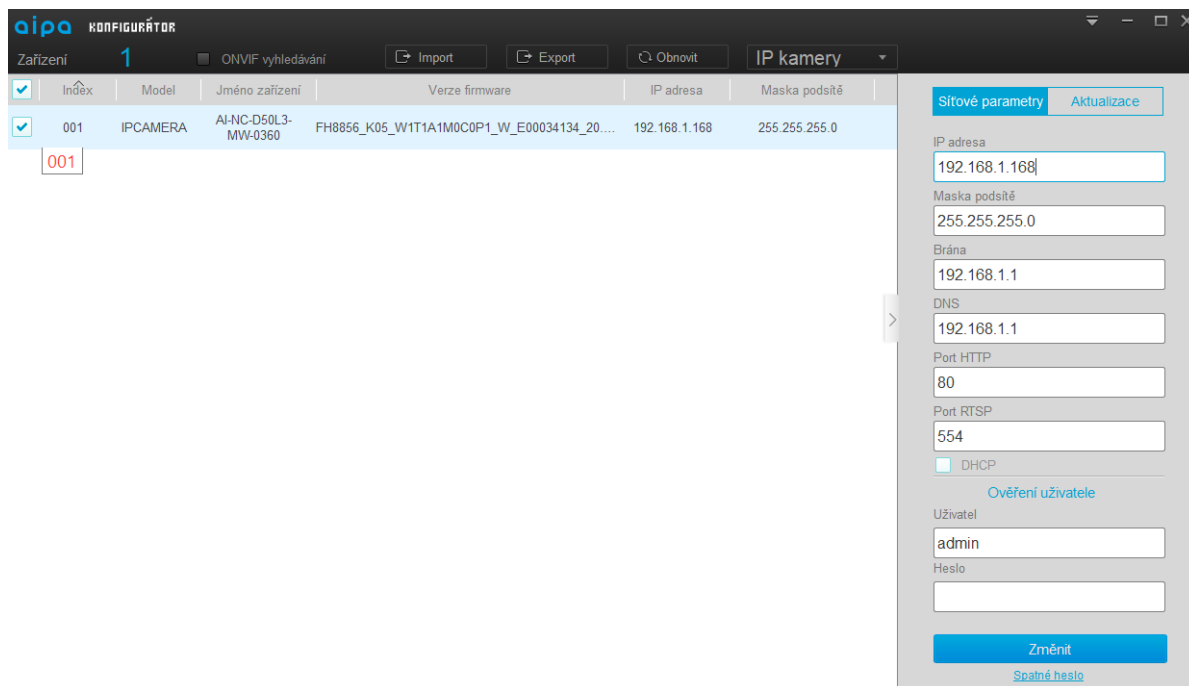 aipa KONFIGURÁTOR
Zařízení 1 ONVIF vyhledávání Import Export Obnovit IP kamery
Index Model Jméno zařízení Verze firmware IP adresa Maska podsítě
001 IPCAMERA AI-NC-D50L3-MW-0360 FH8856_K05_W1T1A1M0C0P1_W_E00034134_20.... 192.168.1.168 255.255.255.0
001
Síťové parametry Aktualizace
IP adresa
192.168.1.168
Maska podsítě
255.255.255.0
Brána
192.168.1.1
DNS
192.168.1.1
Port HTTP
80
Port RTSP
554
DHCP
Ověření uživatele
Uživatel
admin
Heslo
Změnit
Spatné heslo